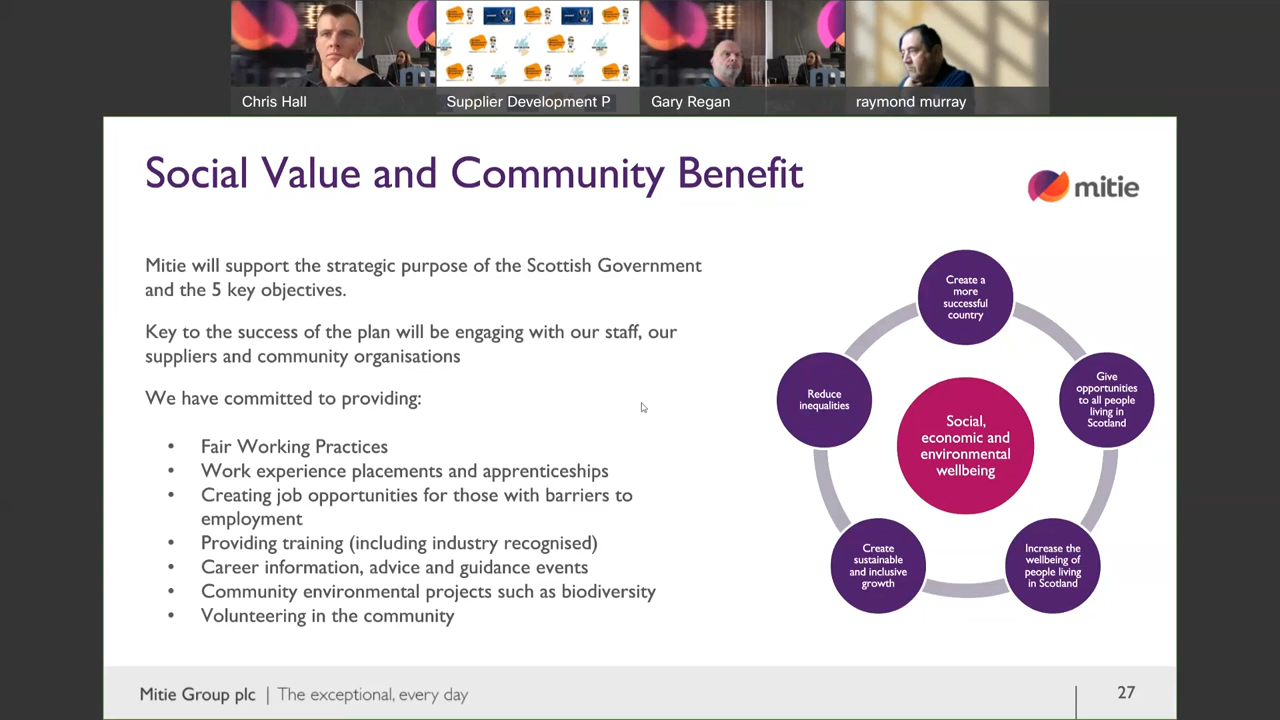 Chris Hall
Supplier Development P
Gary Regan
raymond murray
Social Value and Community Benefit
mitie
Mitie will support the strategic purpose of the Scottish Government
and the 5 key objectives.
Key to the success of the plan will be engaging with our staff, our
suppliers and community organisations
We have committed to providing:
• Fair Working Practices
• Work experience placements and apprenticeships
• Creating job opportunities for those with barriers to
employment
• Providing training (including industry recognised)
• Career information, advice and guidance events
• Community environmental projects such as biodiversity
• Volunteering in the community
Create a
more
successful
country
Give
opportunities
to all people
living in
Scotland
Increase the
wellbeing of
people living
in Scotland
Create
sustainable
and inclusive
growth
Reduce
inequalities
Social,
economic and
environmental
wellbeing
Mitie Group plc | The exceptional, every day
27